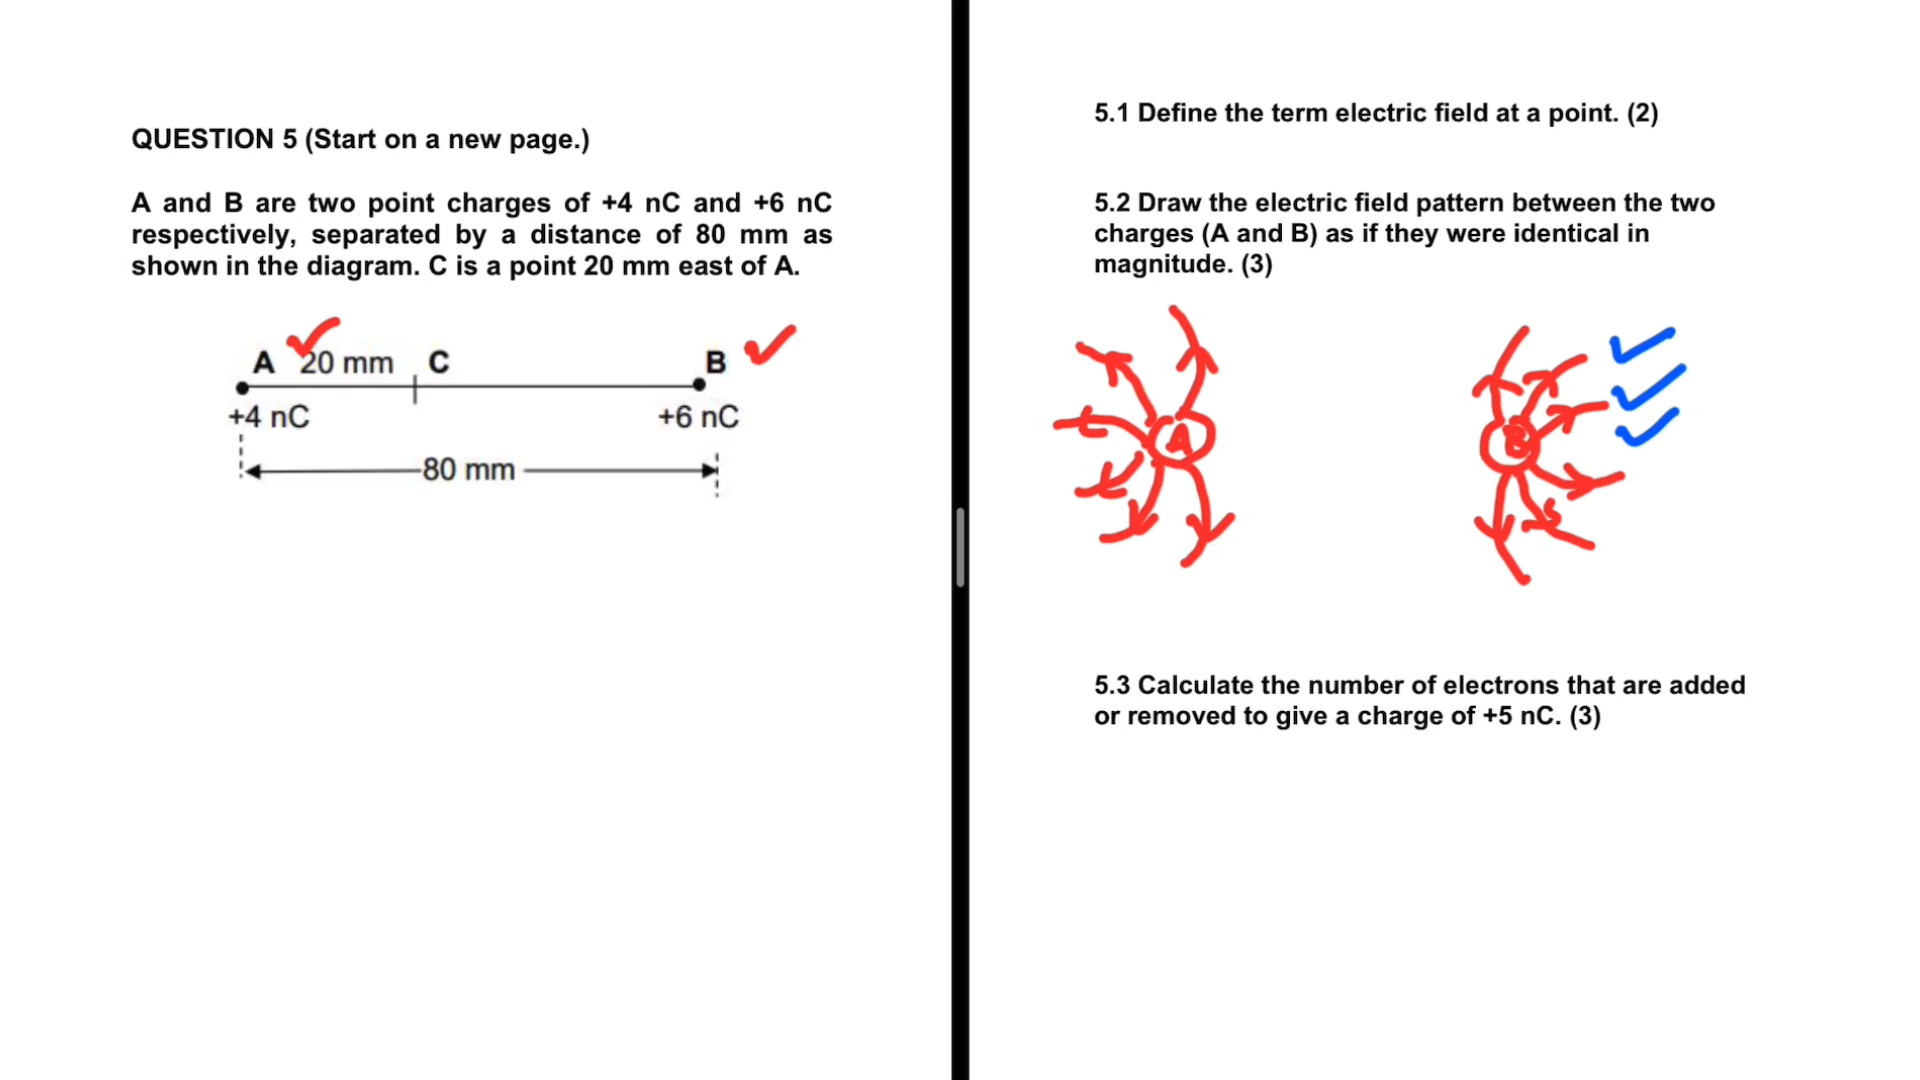 QUESTION 5 (Start on a new page.)
A and B are two point charges of +4 nC and +6 nC
respectively, separated by a distance of 80 mm as
shown in the diagram. C is a point 20 mm east of A.
A 20 mm C B
+4 nC +6 nC
80 mm
5.1 Define the term electric field at a point. (2)
5.2 Draw the electric field pattern between the two
charges (A and B) as if they were identical in
magnitude. (3)
A B
5.3 Calculate the number of electrons that are added
or removed to give a charge of +5 nC. (3)